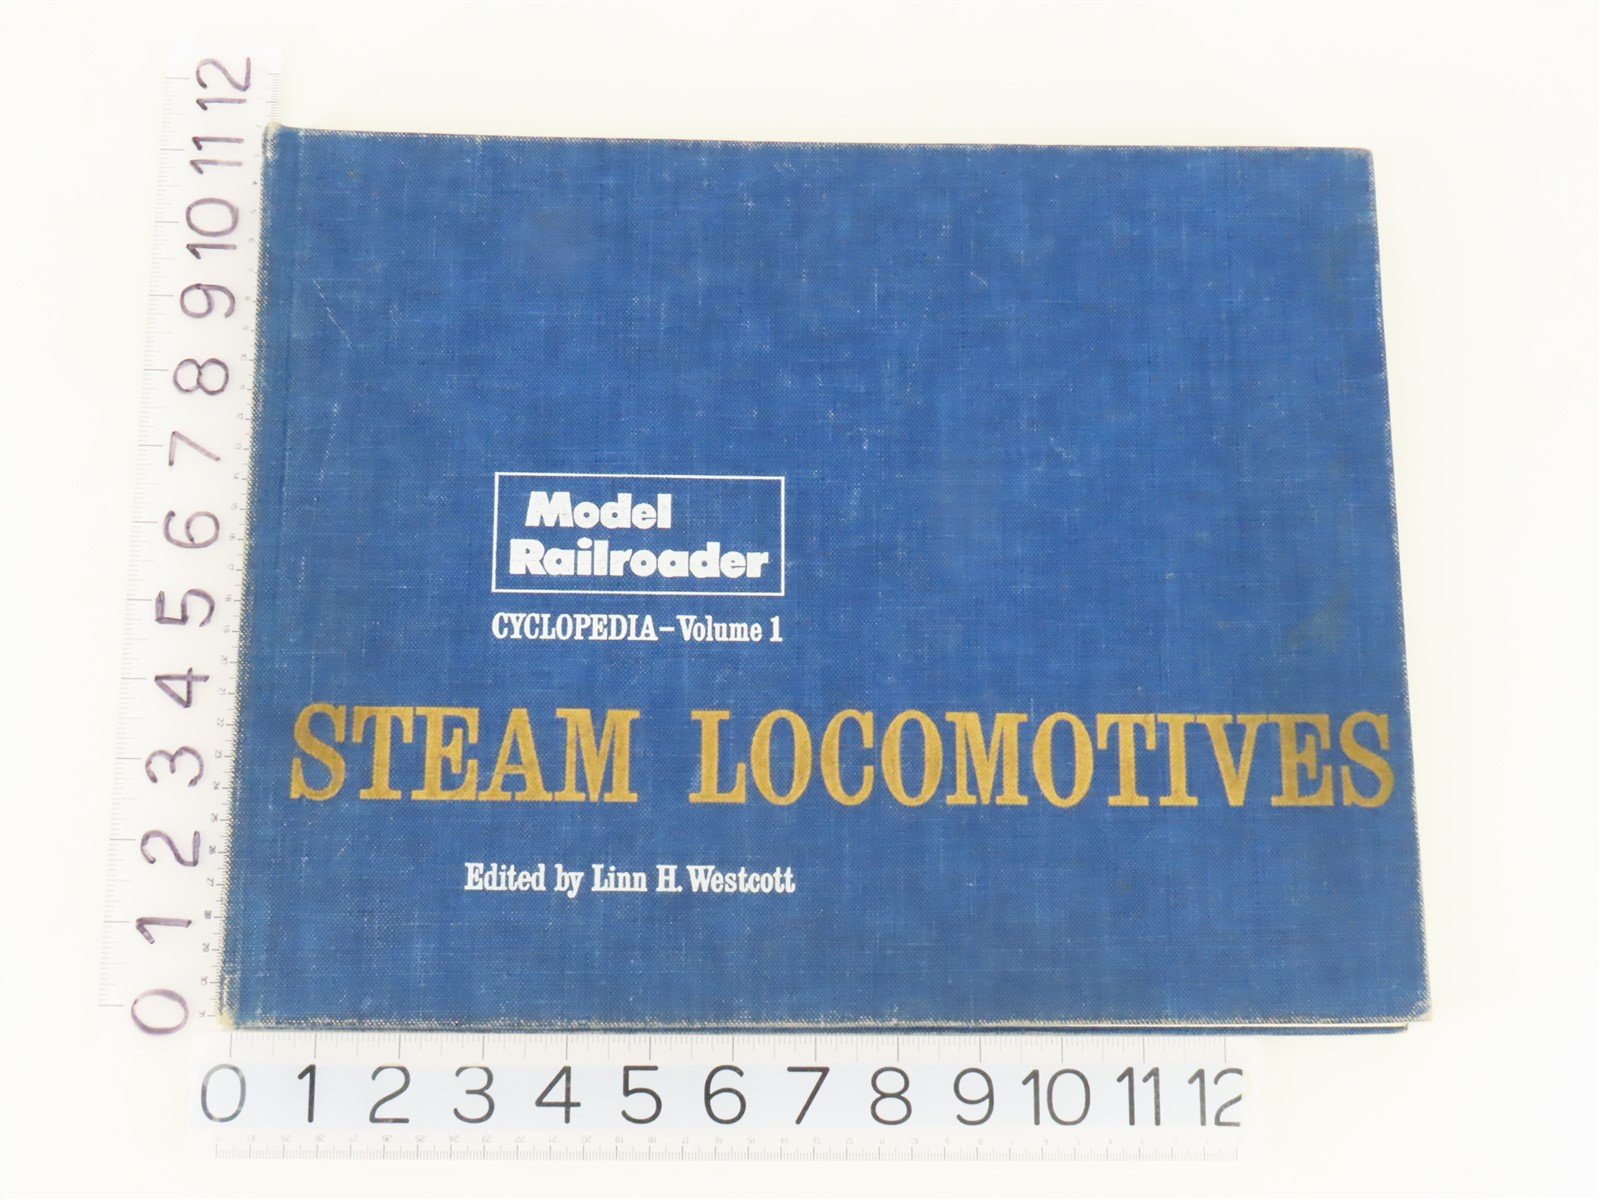 Model
Railroader
CYCLOPEDIA – Volume 1
STEAM LOCOMOTIVES
Edited by Linn H. Westcott
12
11
10
9
8
7
6
5
4
3
2
1
0
0 1 2 3 4 5 6 7 8 9 10 11 12